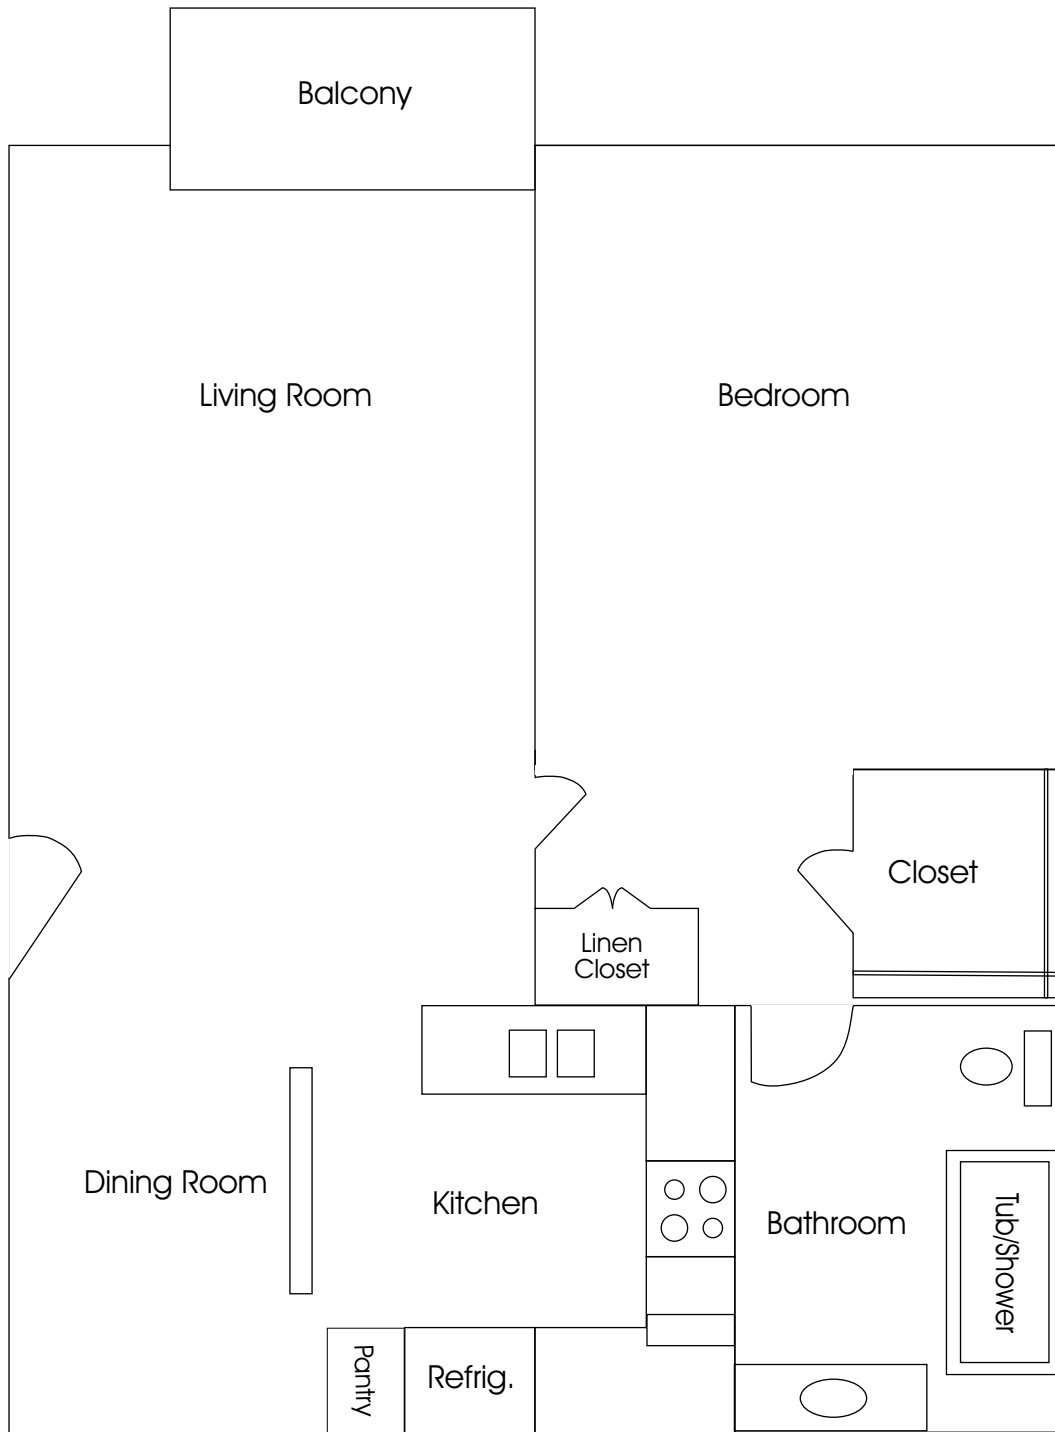 Balcony
Living Room
Bedroom
Closet
Linen
Closet
Dining Room
Kitchen
Bathroom
Tub/Shower
Pantry
Refrig.